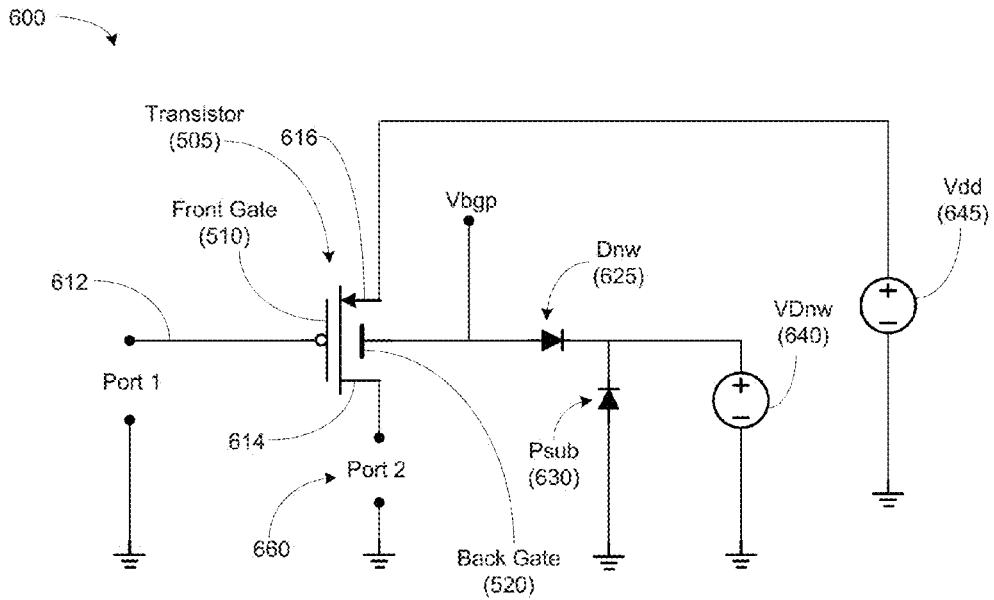 600
Transistor
(505)
616
Front Gate
(510)
Vbgp
Vdd
(645)
Dnw
(625)
612
VDnw
(640)
+
−
+
−
Port 1
614
Port 2
Psub
(630)
660
Back Gate
(520)